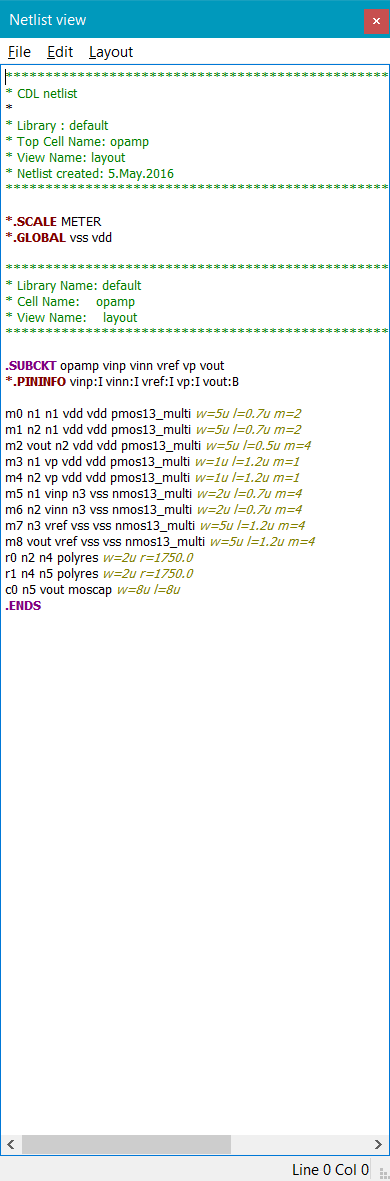 Netlist view
File Edit Layout
************************************************
* CDL netlist
*
* Library : default
* Top Cell Name: opamp
* View Name: layout
* Netlist created: 5.May.2016
************************************************
*.SCALE METER
*.GLOBAL vss vdd
************************************************
* Library Name: default
* Cell Name: opamp
* View Name: layout
************************************************
.SUBCKT opamp vinp vinn vref vp vout
*.PININFO vinp:I vinn:I vref:I vp:I vout:B
m0 n1 n1 vdd vdd pmos13_multi w=5u l=0.7u m=2
m1 n2 n1 vdd vdd pmos13_multi w=5u l=0.7u m=2
m2 vout n2 vdd vdd pmos13_multi w=5u l=0.5u m=4
m3 n1 vp vdd vdd pmos13_multi w=1u l=1.2u m=1
m4 n2 vp vdd vdd pmos13_multi w=1u l=1.2u m=1
m5 n1 vinp n3 vss nmos13_multi w=2u l=0.7u m=4
m6 n2 vinn n3 vss nmos13_multi w=2u l=0.7u m=4
m7 n3 vref vss vss nmos13_multi w=5u l=1.2u m=4
m8 vout vref vss vss nmos13_multi w=5u l=1.2u m=4
r0 n2 n4 polyres w=2u r=1750.0
r1 n4 n5 polyres w=2u r=1750.0
c0 n5 vout moscap w=8u l=8u
.ENDS
Line 0 Col 0